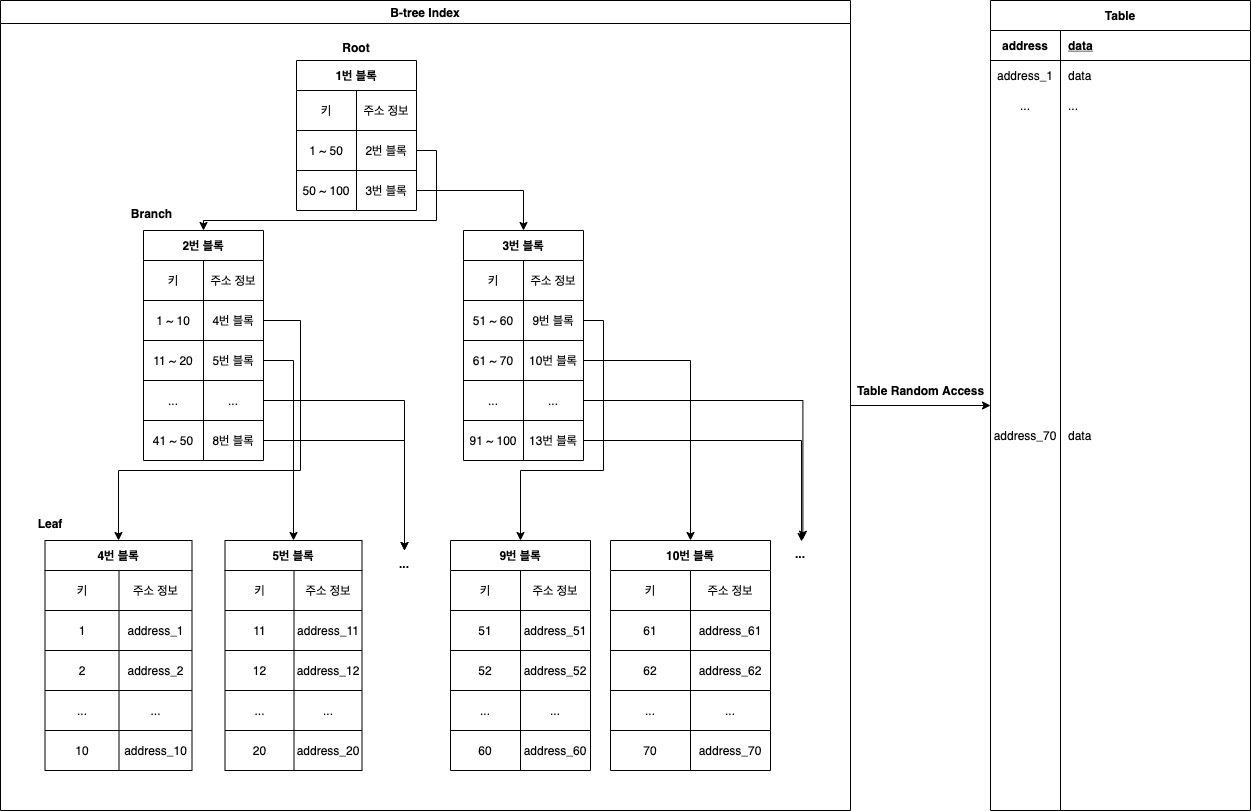 B-tree Index
Root
1번 블록
키 주소 정보
1 ~ 50 2번 블록
50 ~ 100 3번 블록
Branch
2번 블록
키 주소 정보
1 ~ 10 4번 블록
11 ~ 20 5번 블록
... ...
41 ~ 50 8번 블록
3번 블록
키 주소 정보
51 ~ 60 9번 블록
61 ~ 70 10번 블록
... ...
91 ~ 100 13번 블록
Leaf
4번 블록
키 주소 정보
1 address_1
2 address_2
... ...
10 address_10
5번 블록
키 주소 정보
11 address_11
12 address_12
... ...
20 address_20
...
9번 블록
키 주소 정보
51 address_51
52 address_52
... ...
60 address_60
10번 블록
키 주소 정보
61 address_61
62 address_62
... ...
70 address_70
...
Table Random Access
Table
address data
address_1 data
... ...
address_70 data